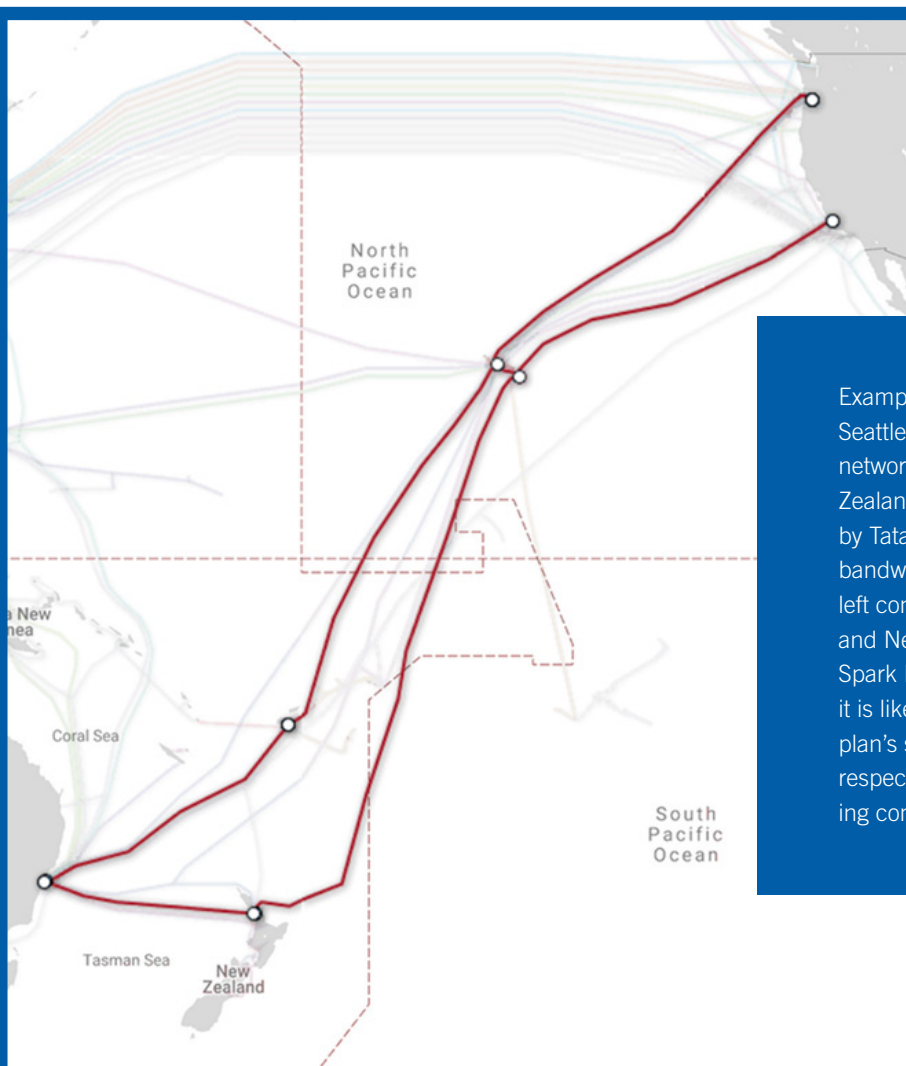 North
Pacific
Ocean
Examp
Seattle
networ
Zealan
by Tata
bandw
left cor
and Ne
Spark
it is like
plan's s
respec
ing cor
a New
nea
Coral Sea
South
Pacific
Ocean
Tasman Sea
New
Zealand